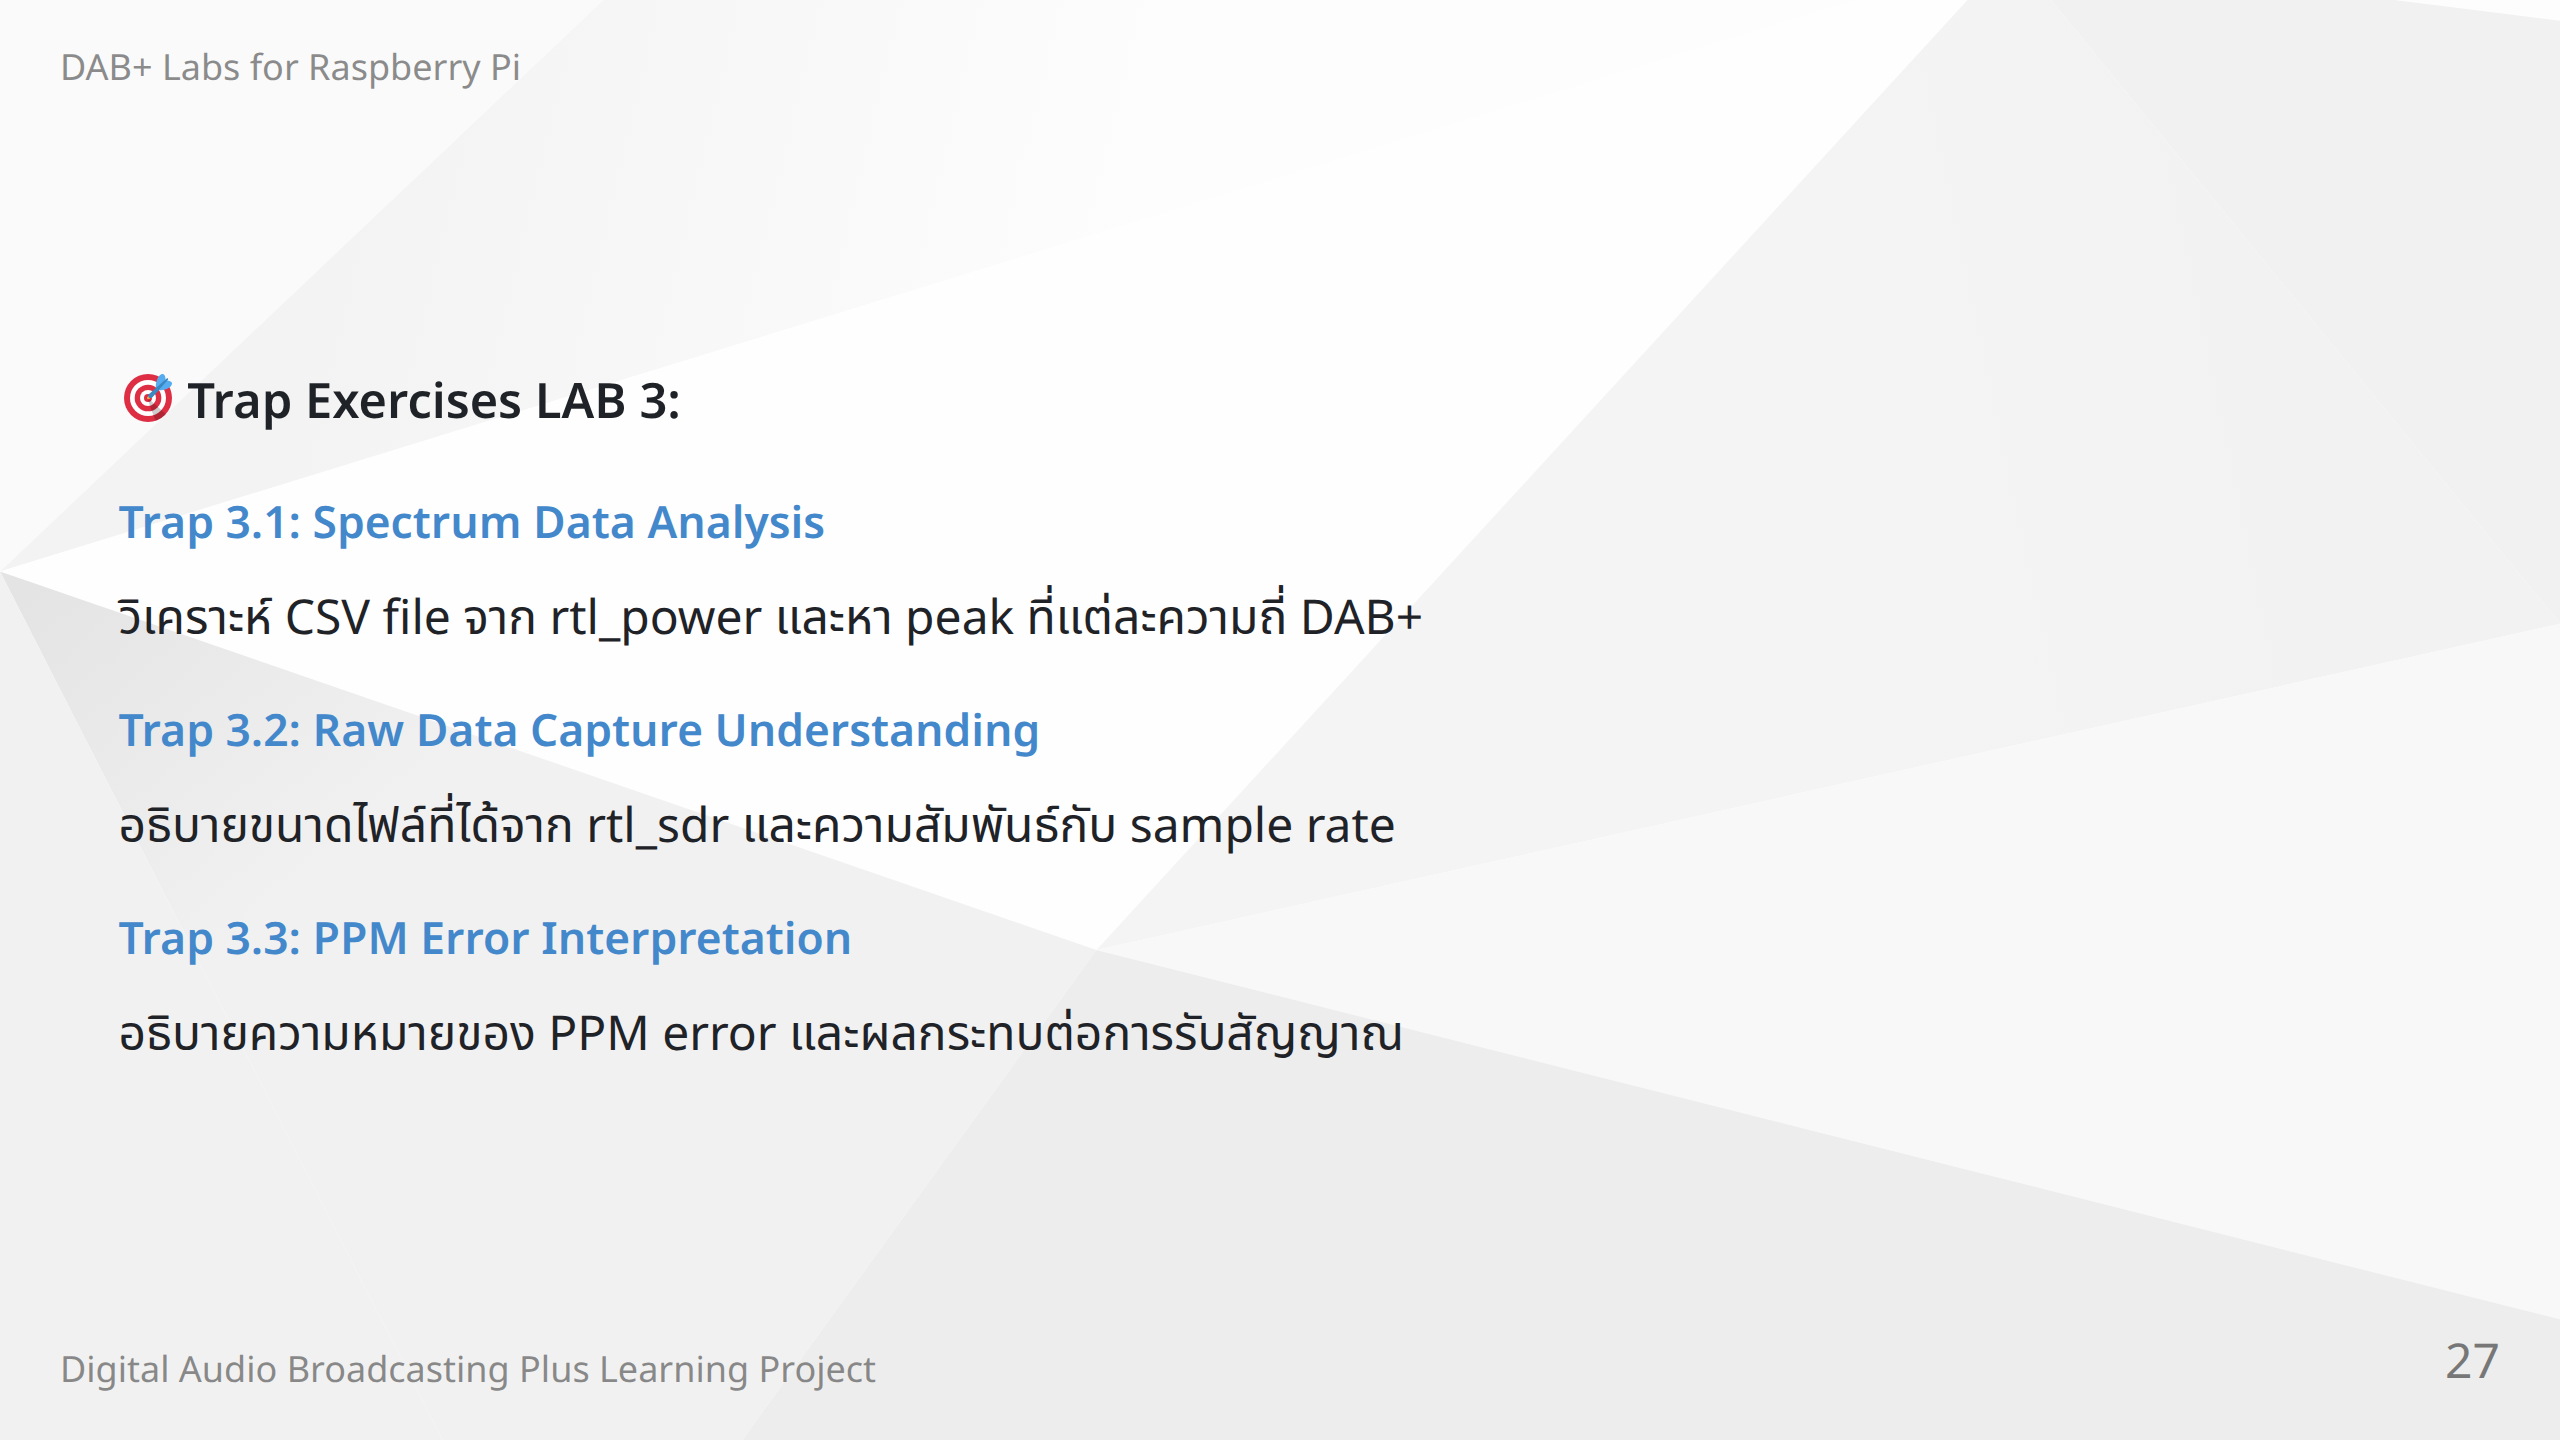 DAB+ Labs for Raspberry Pi
🎯 Trap Exercises LAB 3:
Trap 3.1: Spectrum Data Analysis
วิเคราะห์ CSV file จาก rtl_power และหา peak ที่แต่ละความถี่ DAB+
Trap 3.2: Raw Data Capture Understanding
อธิบายขนาดไฟล์ที่ได้จาก rtl_sdr และความสัมพันธ์กับ sample rate
Trap 3.3: PPM Error Interpretation
อธิบายความหมายของ PPM error และผลกระทบต่อการรับสัญญาณ
Digital Audio Broadcasting Plus Learning Project
27